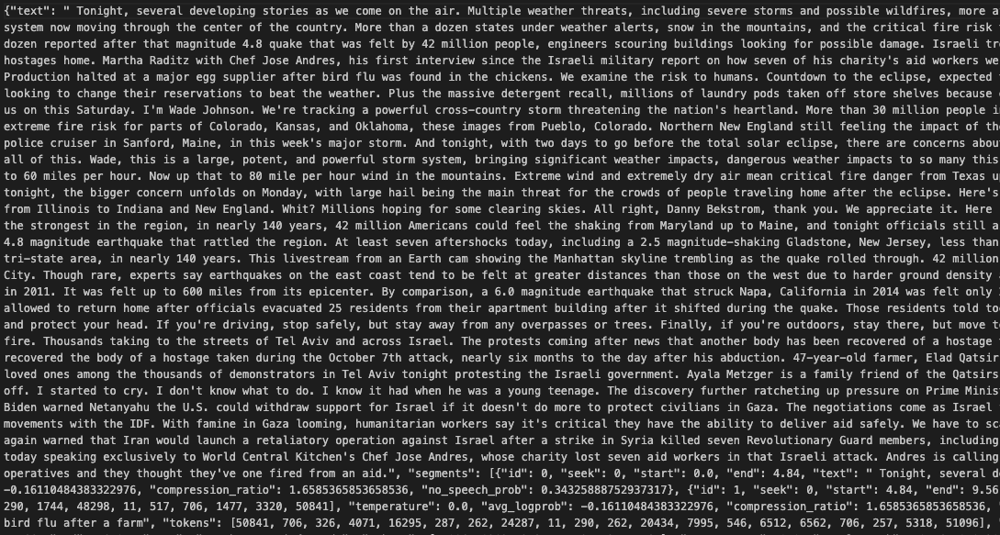 {"text": " Tonight, several developing stories as we come on the air. Multiple weather threats, including severe storms and possible wildfires, more a
system now moving through the center of the country. More than a dozen states under weather alerts, snow in the mountains, and the critical fire risk
dozen reported after that magnitude 4.8 quake that was felt by 42 million people, engineers scouring buildings looking for possible damage. Israeli tr
hostages home. Martha Raditz with Chef Jose Andres, his first interview since the Israeli military report on how seven of his charity's aid workers we
Production halted at a major egg supplier after bird flu was found in the chickens. We examine the risk to humans. Countdown to the eclipse, expected
looking to change their reservations to beat the weather. Plus the massive detergent recall, millions of laundry pods taken off store shelves because
us on this Saturday. I'm Wade Johnson. We're tracking a powerful cross-country storm threatening the nation's heartland. More than 30 million people i
extreme fire risk for parts of Colorado, Kansas, and Oklahoma, these images from Pueblo, Colorado. Northern New England still feeling the impact of th
police cruiser in Sanford, Maine, in this week's major storm. And tonight, with two days to go before the total solar eclipse, there are concerns abou
all of this. Wade, this is a large, potent, and powerful storm system, bringing significant weather impacts, dangerous weather impacts to so many this
to 60 miles per hour. Now up that to 80 mile per hour wind in the mountains. Extreme wind and extremely dry air mean critical fire danger from Texas u
tonight, the bigger concern unfolds on Monday, with large hail being the main threat for the crowds of people traveling home after the eclipse. Here's
from Illinois to Indiana and New England. Whit? Millions hoping for some clearing skies. All right, Danny Bekstrom, thank you. We appreciate it. Here
the strongest in the region, in nearly 140 years, 42 million Americans could feel the shaking from Maryland up to Maine, and tonight officials still a
4.8 magnitude earthquake that rattled the region. At least seven aftershocks today, including a 2.5 magnitude-shaking Gladstone, New Jersey, less than
tri-state area, in nearly 140 years. This livestream from an Earth cam showing the Manhattan skyline trembling as the quake rolled through. 42 million
City. Though rare, experts say earthquakes on the east coast tend to be felt at greater distances than those on the west due to harder ground density
in 2011. It was felt up to 600 miles from its epicenter. By comparison, a 6.0 magnitude earthquake that struck Napa, California in 2014 was felt only
allowed to return home after officials evacuated 25 residents from their apartment building after it shifted during the quake. Those residents told to
and protect your head. If you're driving, stop safely, but stay away from any overpasses or trees. Finally, if you're outdoors, stay there, but move t
fire. Thousands taking to the streets of Tel Aviv and across Israel. The protests coming after news that another body has been recovered of a hostage
recovered the body of a hostage taken during the October 7th attack, nearly six months to the day after his abduction. 47-year-old farmer, Elad Qatsir
loved ones among the thousands of demonstrators in Tel Aviv tonight protesting the Israeli government. Ayala Metzger is a family friend of the Qatsirs
off. I started to cry. I don't know what to do. I know it had when he was a young teenage. The discovery further ratcheting up pressure on Prime Minis
Biden warned Netanyahu the U.S. could withdraw support for Israel if it doesn't do more to protect civilians in Gaza. The negotiations come as Israel
movements with the IDF. With famine in Gaza looming, humanitarian workers say it's critical they have the ability to deliver aid safely. We have to sc
again warned that Iran would launch a retaliatory operation against Israel after a strike in Syria killed seven Revolutionary Guard members, including
today speaking exclusively to World Central Kitchen's Chef Jose Andres, whose charity lost seven aid workers in that Israeli attack. Andres is calling
operatives and they thought they've one fired from an aid.", "segments": [{"id": 0, "seek": 0, "start": 0.0, "end": 4.84, "text": " Tonight, several d
-0.16110484383322976, "compression_ratio": 1.6585365853658536, "no_speech_prob": 0.3432588875293731​7}, {"id": 1, "seek": 0, "start": 4.84, "end": 9.56
290, 1744, 48298, 11, 517, 706, 1477, 3320, 50841], "temperature": 0.0, "avg_logprob": -0.16110484383322976, "compression_ratio": 1.6585365853658536,
bird flu after a farm", "tokens": [50841, 706, 326, 4071, 16295, 287, 262, 24287, 11, 290, 262, 20434, 7995, 546, 6512, 6562, 706, 257, 5318, 51096],